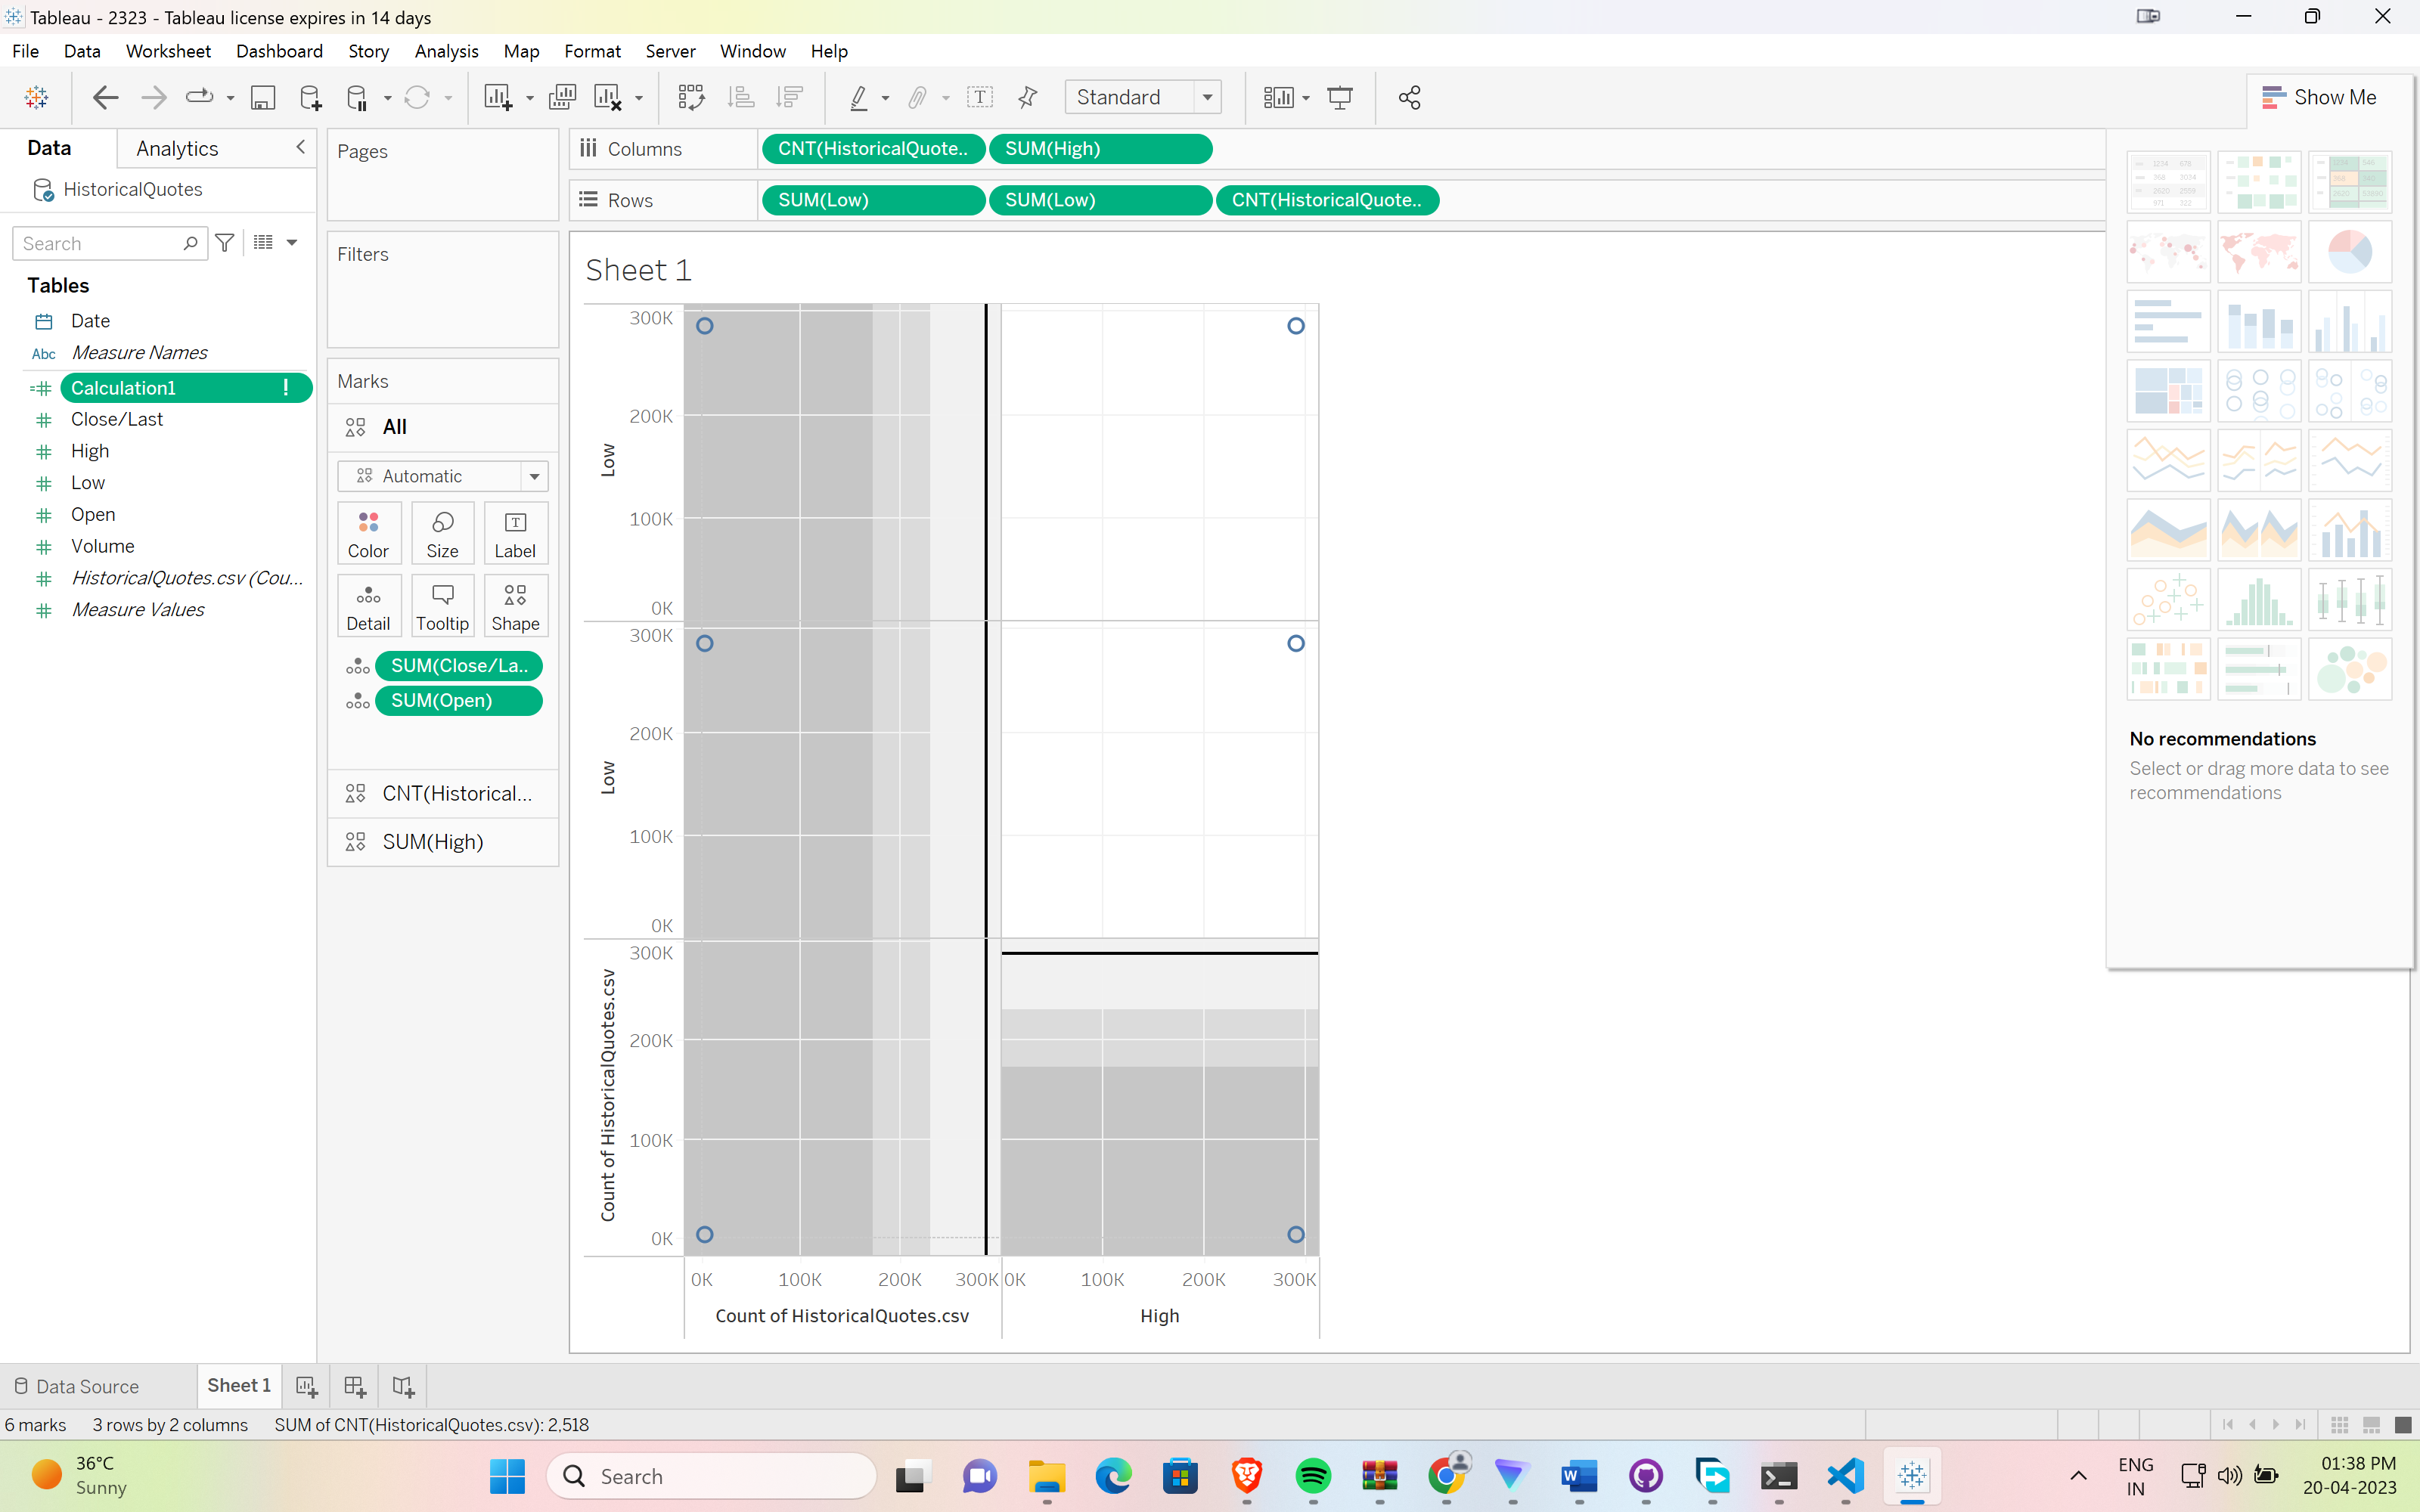 Tableau - 2323 - Tableau license expires in 14 days
File Data Worksheet Dashboard Story Analysis Map Format Server Window Help
Standard
Show Me
Data
Analytics
HistoricalQuotes
Search
Tables
Date
Abc Measure Names
Calculation1 !
Close/Last
High
Low
Open
Volume
HistoricalQuotes.csv (Cou...
Measure Values
Pages
Filters
Marks
All
Automatic
Color Size Label
Detail Tooltip Shape
SUM(Close/La..
SUM(Open)
CNT(Historical...
SUM(High)
Columns CNT(HistoricalQuote.. SUM(High)
Rows SUM(Low) SUM(Low) CNT(HistoricalQuote..
Sheet 1
300K
200K
100K
0K
Low
300K
200K
100K
0K
Low
300K
200K
100K
0K
Count of HistoricalQuotes.csv
0K 100K 200K 300K 0K 100K 200K 300K
Count of HistoricalQuotes.csv High
No recommendations
Select or drag more data to see
recommendations
Data Source Sheet 1
6 marks 3 rows by 2 columns SUM of CNT(HistoricalQuotes.csv): 2,518
36°C
Sunny
Search
ENG
IN
01:38 PM
20-04-2023